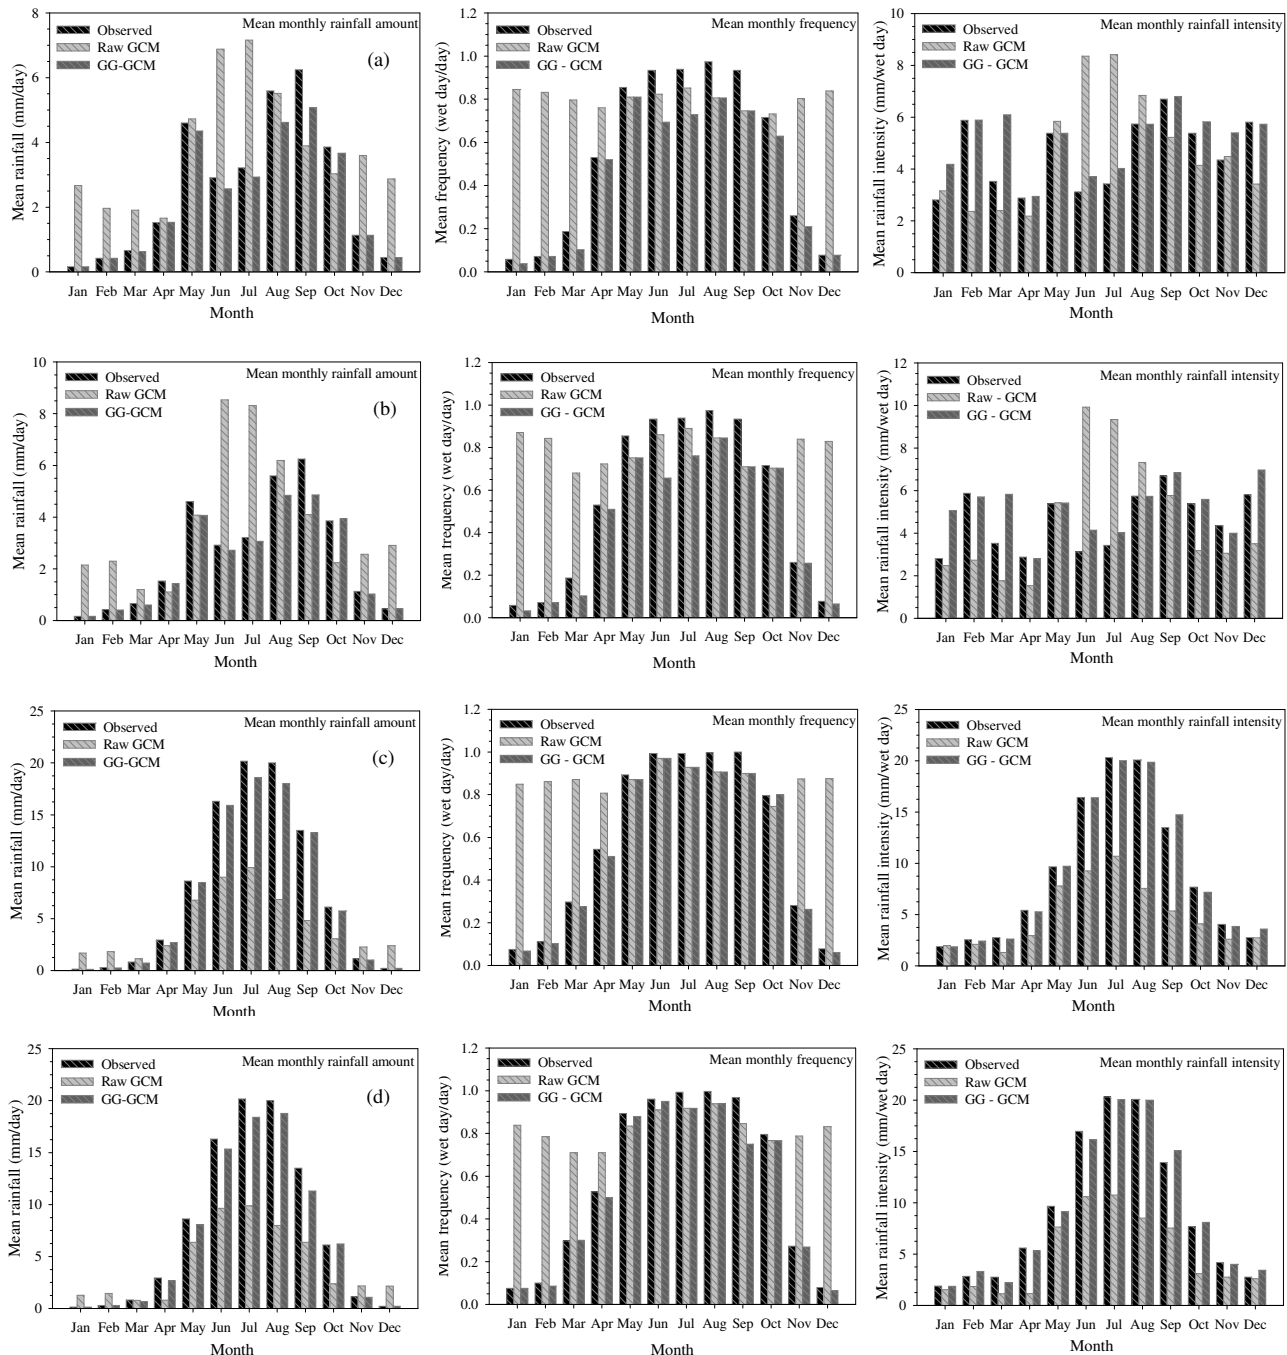 Mean monthly rainfall amount
Observed
Raw GCM
GG-GCM
(a)
Mean rainfall (mm/day)
8
6
4
2
0
Jan Feb Mar Apr May Jun Jul Aug Sep Oct Nov Dec
Month
Mean monthly frequency
Observed
Raw GCM
GG - GCM
Mean frequency (wet day/day)
1.2
1.0
0.8
0.6
0.4
0.2
0.0
Jan Feb Mar Apr May Jun Jul Aug Sep Oct Nov Dec
Month
Mean monthly rainfall intensity
Observed
Raw GCM
GG - GCM
Mean rainfall intensity (mm/wet day)
10
8
6
4
2
0
Jan Feb Mar Apr May Jun Jul Aug Sep Oct Nov Dec
Month
Mean monthly rainfall amount
Observed
Raw GCM
GG-GCM
(b)
Mean rainfall (mm/day)
10
8
6
4
2
0
Jan Feb Mar Apr May Jun Jul Aug Sep Oct Nov Dec
Month
Mean monthly frequency
Observed
Raw GCM
GG - GCM
Mean frequency (wet day/day)
1.2
1.0
0.8
0.6
0.4
0.2
0.0
Jan Feb Mar Apr May Jun Jul Aug Sep Oct Nov Dec
Month
Mean monthly rainfall intensity
Observed
Raw - GCM
GG - GCM
Mean rainfall intensity (mm/wet day)
12
10
8
6
4
2
0
Jan Feb Mar Apr May Jun Jul Aug Sep Oct Nov Dec
Month
Mean monthly rainfall amount
Observed
Raw GCM
GG-GCM
(c)
Mean rainfall (mm/day)
25
20
15
10
5
0
Jan Feb Mar Apr May Jun Jul Aug Sep Oct Nov Dec
Month
Mean monthly frequency
Observed
Raw GCM
GG - GCM
Mean frequency (wet day/day)
1.2
1.0
0.8
0.6
0.4
0.2
0.0
Jan Feb Mar Apr May Jun Jul Aug Sep Oct Nov Dec
Month
Mean monthly rainfall intensity
Observed
Raw GCM
GG - GCM
Mean rainfall intensity (mm/wet day)
25
20
15
10
5
0
Jan Feb Mar Apr May Jun Jul Aug Sep Oct Nov Dec
Month
Mean monthly rainfall amount
Observed
Raw GCM
GG-GCM
(d)
Mean rainfall (mm/day)
25
20
15
10
5
0
Jan Feb Mar Apr May Jun Jul Aug Sep Oct Nov Dec
Month
Mean monthly frequency
Observed
Raw GCM
GG - GCM
Mean frequency (wet day/day)
1.2
1.0
0.8
0.6
0.4
0.2
0.0
Jan Feb Mar Apr May Jun Jul Aug Sep Oct Nov Dec
Month
Mean monthly rainfall intensity
Observed
Raw GCM
GG - GCM
Mean rainfall intensity (mm/wet day)
25
20
15
10
5
0
Jan Feb Mar Apr May Jun Jul Aug Sep Oct Nov Dec
Month